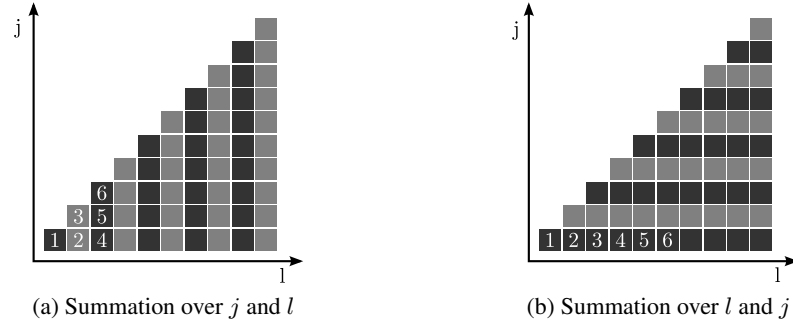 j
6
3 5
1 2 4
l
(a) Summation over j and l
j
1 2 3 4 5 6
l
(b) Summation over l and j